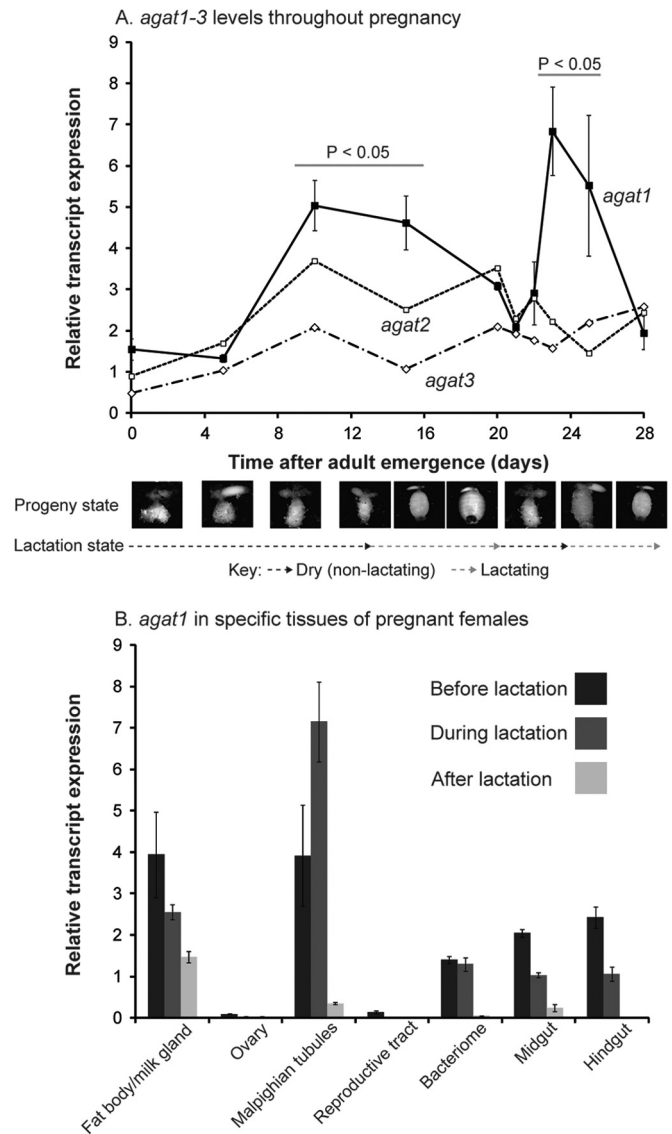 A. agat1-3 levels throughout pregnancy
Relative transcript expression
9
8
7
6
5
4
3
2
1
0
P < 0.05
P < 0.05
agat1
agat2
agat3
0
4
8
12
16
20
24
28
Time after adult emergence (days)
Progeny state
Lactation state
Key: Dry (non-lactating) Lactating
B. agat1 in specific tissues of pregnant females
Relative transcript expression
9
8
7
6
5
4
3
2
1
0
Before lactation
During lactation
After lactation
Fat body/milk gland
Ovary
Malpighian tubules
Reproductive tract
Bacteriome
Midgut
Hindgut